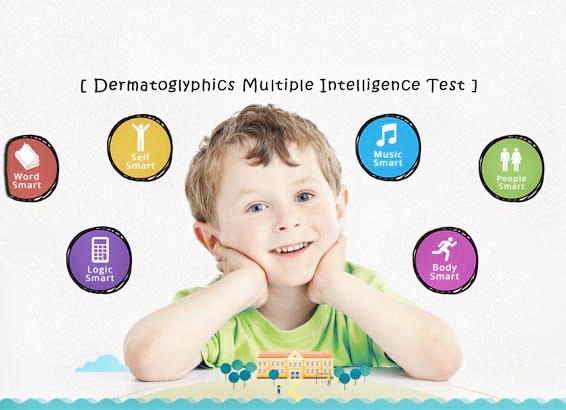 [ Dermatoglyphics Multiple Intelligence Test ]
Word
Smart
Self
Smart
Music
Smart
People
Smart
Logic
Smart
Body
Smart